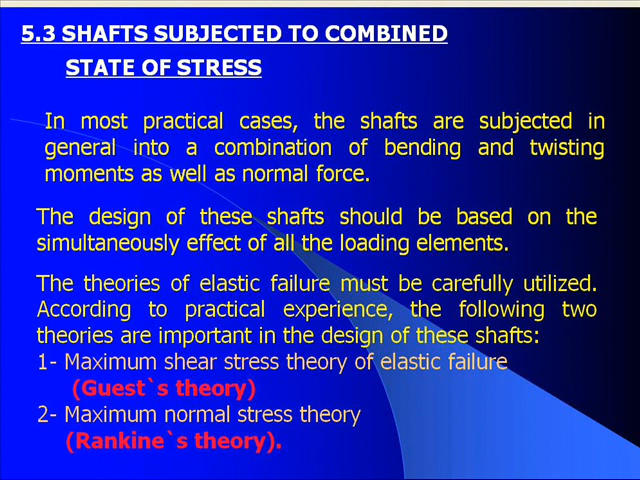 5.3 SHAFTS SUBJECTED TO COMBINED
STATE OF STRESS
In most practical cases, the shafts are subjected in
general into a combination of bending and twisting
moments as well as normal force.
The design of these shafts should be based on the
simultaneously effect of all the loading elements.
The theories of elastic failure must be carefully utilized.
According to practical experience, the following two
theories are important in the design of these shafts:
1- Maximum shear stress theory of elastic failure
(Guest`s theory)
2- Maximum normal stress theory
(Rankine`s theory).